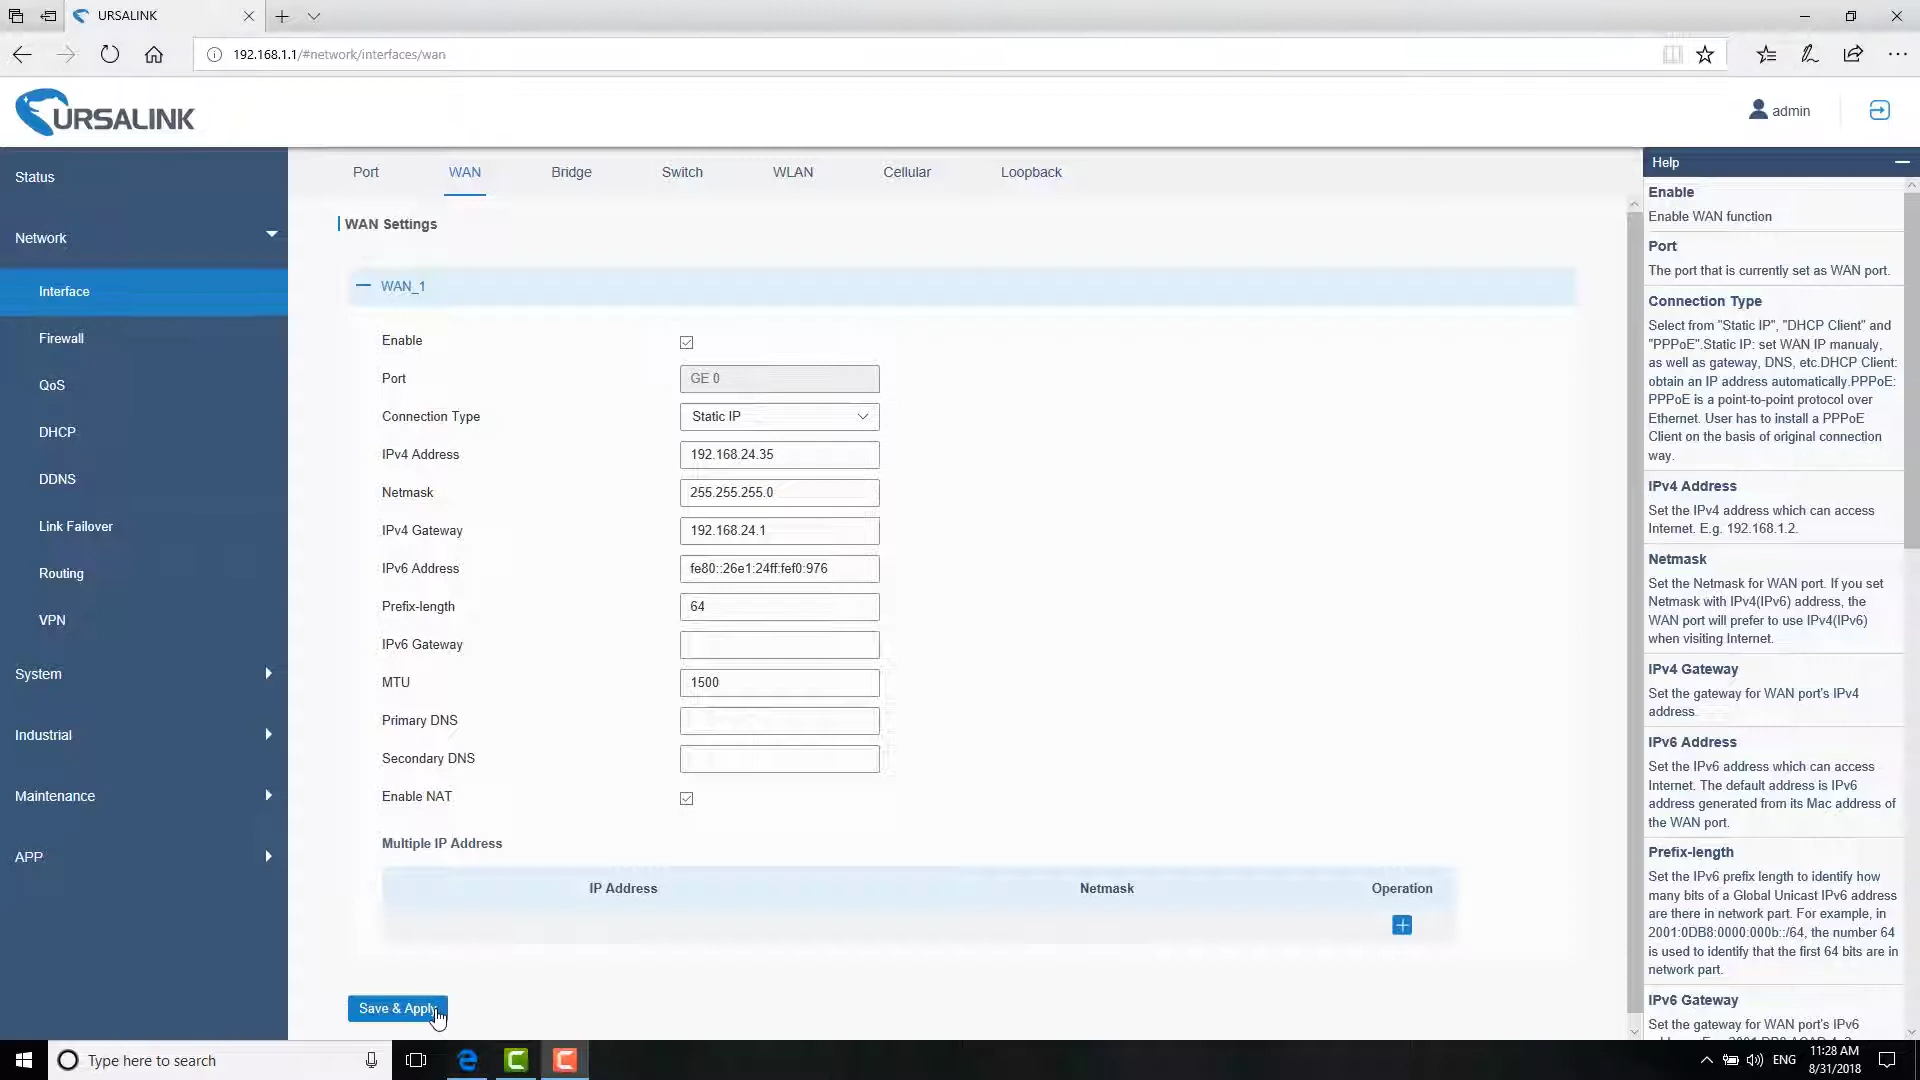 URSALINK
192.168.1.1/#network/interfaces/wan
URSALINK
admin
Status
Network
Interface
Firewall
QoS
DHCP
DDNS
Link Failover
Routing
VPN
System
Industrial
Maintenance
APP
Port WAN Bridge Switch WLAN Cellular Loopback
WAN Settings
WAN_1
Enable
Port GE 0
Connection Type Static IP
IPv4 Address 192.168.24.35
Netmask 255.255.255.0
IPv4 Gateway 192.168.24.1
IPv6 Address fe80::26e1:24ff:fef0:976
Prefix-length 64
IPv6 Gateway
MTU 1500
Primary DNS
Secondary DNS
Enable NAT
Multiple IP Address
IP Address Netmask Operation
Save & Apply
Help
Enable
Enable WAN function
Port
The port that is currently set as WAN port.
Connection Type
Select from "Static IP", "DHCP Client" and
"PPPoE".Static IP: set WAN IP manualy,
as well as gateway, DNS, etc.DHCP Client:
obtain an IP address automatically.PPPoE:
PPPoE is a point-to-point protocol over
Ethernet. User has to install a PPPoE
Client on the basis of original connection
way.
IPv4 Address
Set the IPv4 address which can access
Internet. E.g. 192.168.1.2.
Netmask
Set the Netmask for WAN port. If you set
Netmask with IPv4(IPv6) address, the
WAN port will prefer to use IPv4(IPv6)
when visiting Internet.
IPv4 Gateway
Set the gateway for WAN port's IPv4
address.
IPv6 Address
Set the IPv6 address which can access
Internet. The default address is IPv6
address generated from its Mac address of
the WAN port.
Prefix-length
Set the IPv6 prefix length to identify how
many bits of a Global Unicast IPv6 address
are there in network part. For example, in
2001:0DB8:0000:000b::/64, the number 64
is used to identify that the first 64 bits are in
network part.
IPv6 Gateway
Set the gateway for WAN port's IPv6
Type here to search
ENG
11:28 AM
8/31/2018